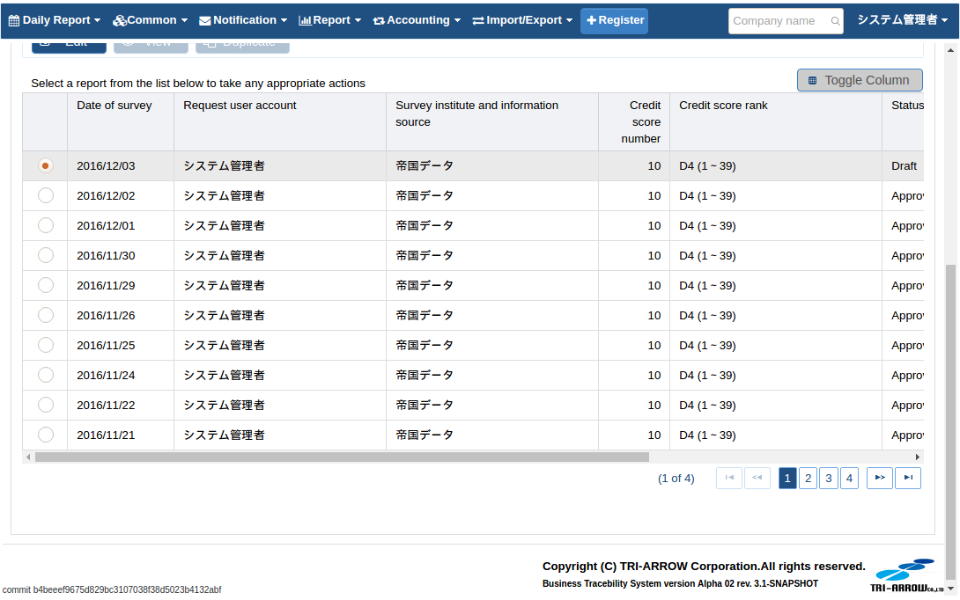 Daily Report Common Notification Report Accounting Import/Export Register Company name システム管理者
Edit View Duplicate
Select a report from the list below to take any appropriate actions
Toggle Column
Date of survey Request user account Survey institute and information source Credit score number Credit score rank Status
2016/12/03 システム管理者 帝国データ 10 D4 (1 ~ 39) Draft
2016/12/02 システム管理者 帝国データ 10 D4 (1 ~ 39) Approv
2016/12/01 システム管理者 帝国データ 10 D4 (1 ~ 39) Approv
2016/11/30 システム管理者 帝国データ 10 D4 (1 ~ 39) Approv
2016/11/29 システム管理者 帝国データ 10 D4 (1 ~ 39) Approv
2016/11/26 システム管理者 帝国データ 10 D4 (1 ~ 39) Approv
2016/11/25 システム管理者 帝国データ 10 D4 (1 ~ 39) Approv
2016/11/24 システム管理者 帝国データ 10 D4 (1 ~ 39) Approv
2016/11/22 システム管理者 帝国データ 10 D4 (1 ~ 39) Approv
2016/11/21 システム管理者 帝国データ 10 D4 (1 ~ 39) Approv
(1 of 4) 1 2 3 4
Copyright (C) TRI-ARROW Corporation.All rights reserved.
Business Tracebility System version Alpha 02 rev. 3.1-SNAPSHOT
TRI-ARROW CO.,LTD
commit b4beeef9675d829bc3107038f38d5023b4132abf